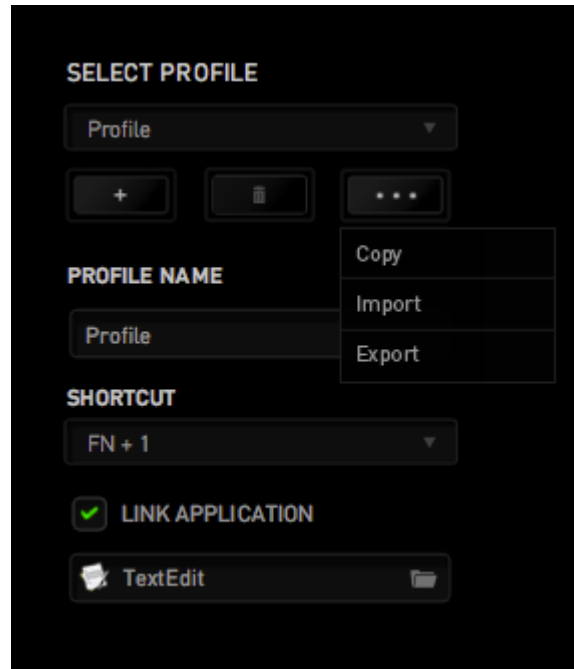 SELECT PROFILE
Profile
+
...
Copy
PROFILE NAME
Import
Profile
Export
SHORTCUT
FN + 1
LINK APPLICATION
TextEdit